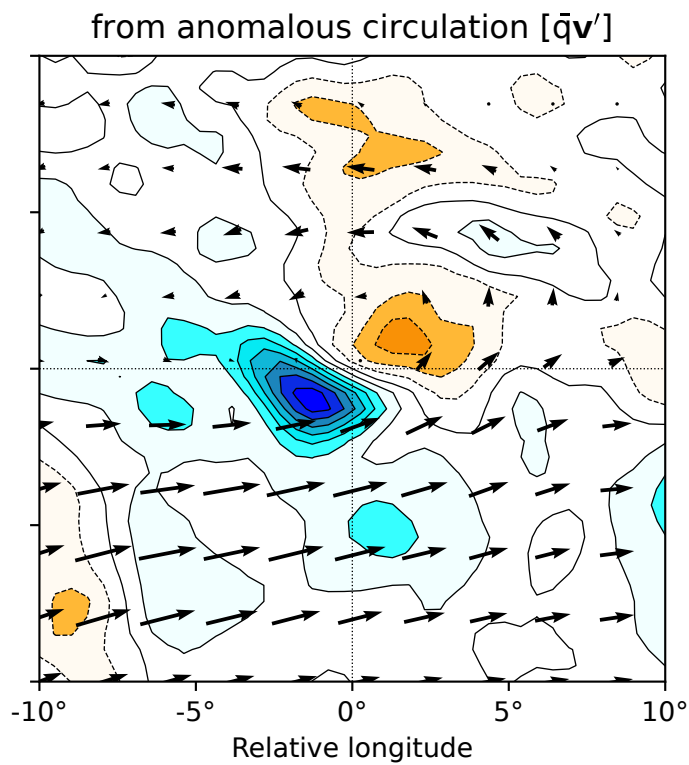 from anomalous circulation [q̄v′]
-10° -5° 0° 5° 10°
Relative longitude